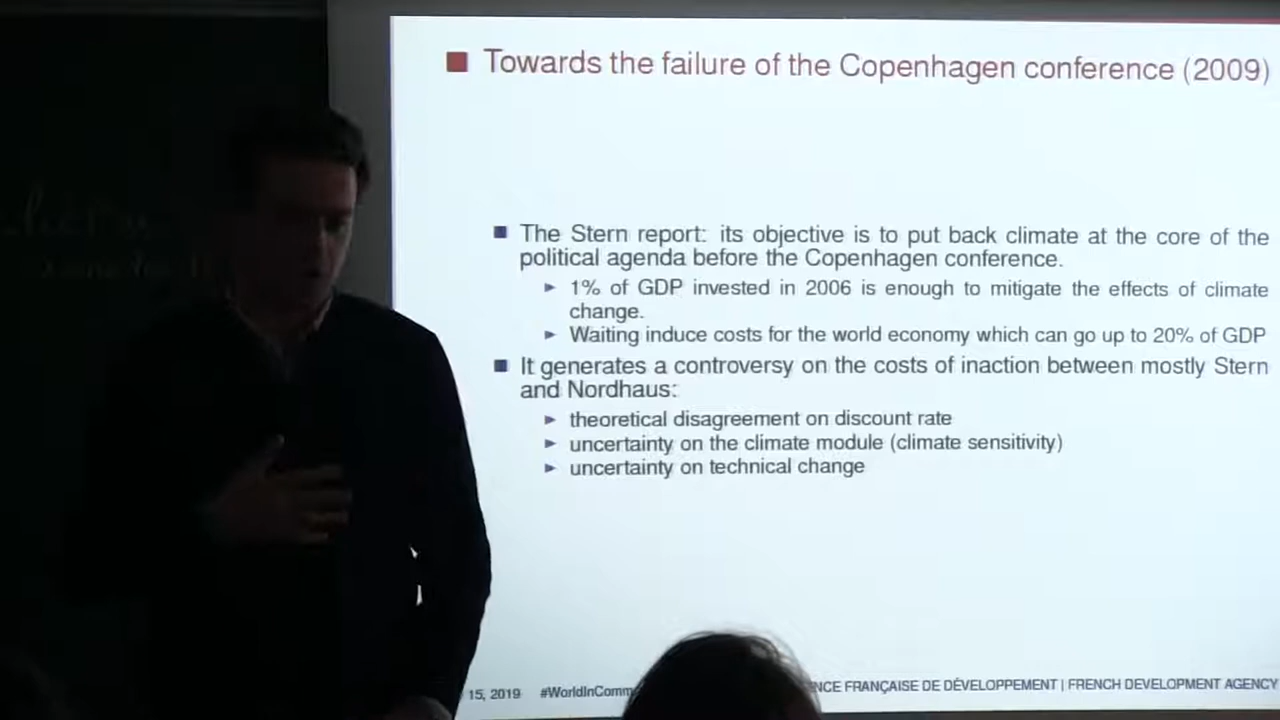 Towards the failure of the Copenhagen conference (2009)
The Stern report: its objective is to put back climate at the core of the
political agenda before the Copenhagen conference.
1% of GDP invested in 2006 is enough to mitigate the effects of climate
change.
Waiting induce costs for the world economy which can go up to 20% of GDP
It generates a controversy on the costs of inaction between mostly Stern
and Nordhaus:
theoretical disagreement on discount rate
uncertainty on the climate module (climate sensitivity)
uncertainty on technical change
15, 2019 #WorldInComm NCE FRANÇAISE DE DÉVELOPPEMENT | FRENCH DEVELOPMENT AGENCY